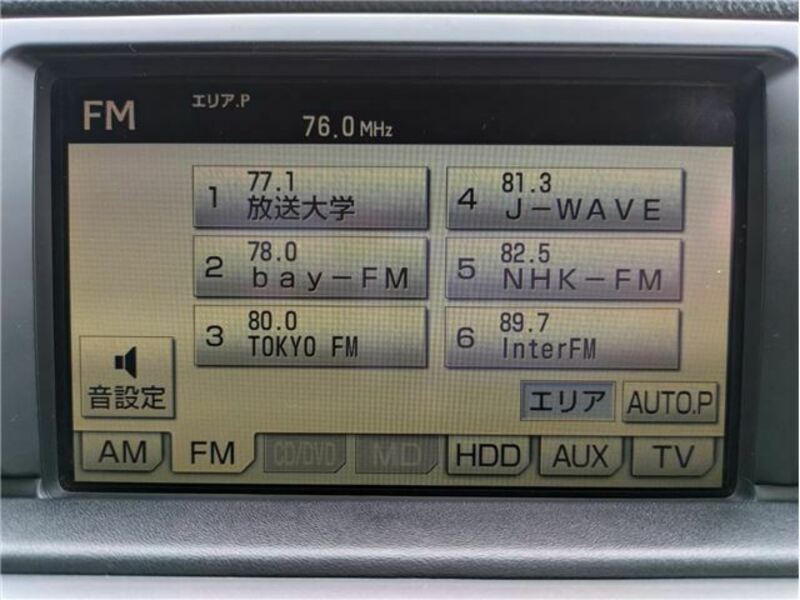 FM エリア.P
76.0 MHz
1 77.1 放送大学
4 81.3 J-WAVE
2 78.0 bay-FM
5 82.5 NHK-FM
3 80.0 TOKYO FM
6 89.7 InterFM
音設定
エリア AUTO.P
AM FM CD/DVD MD HDD AUX TV